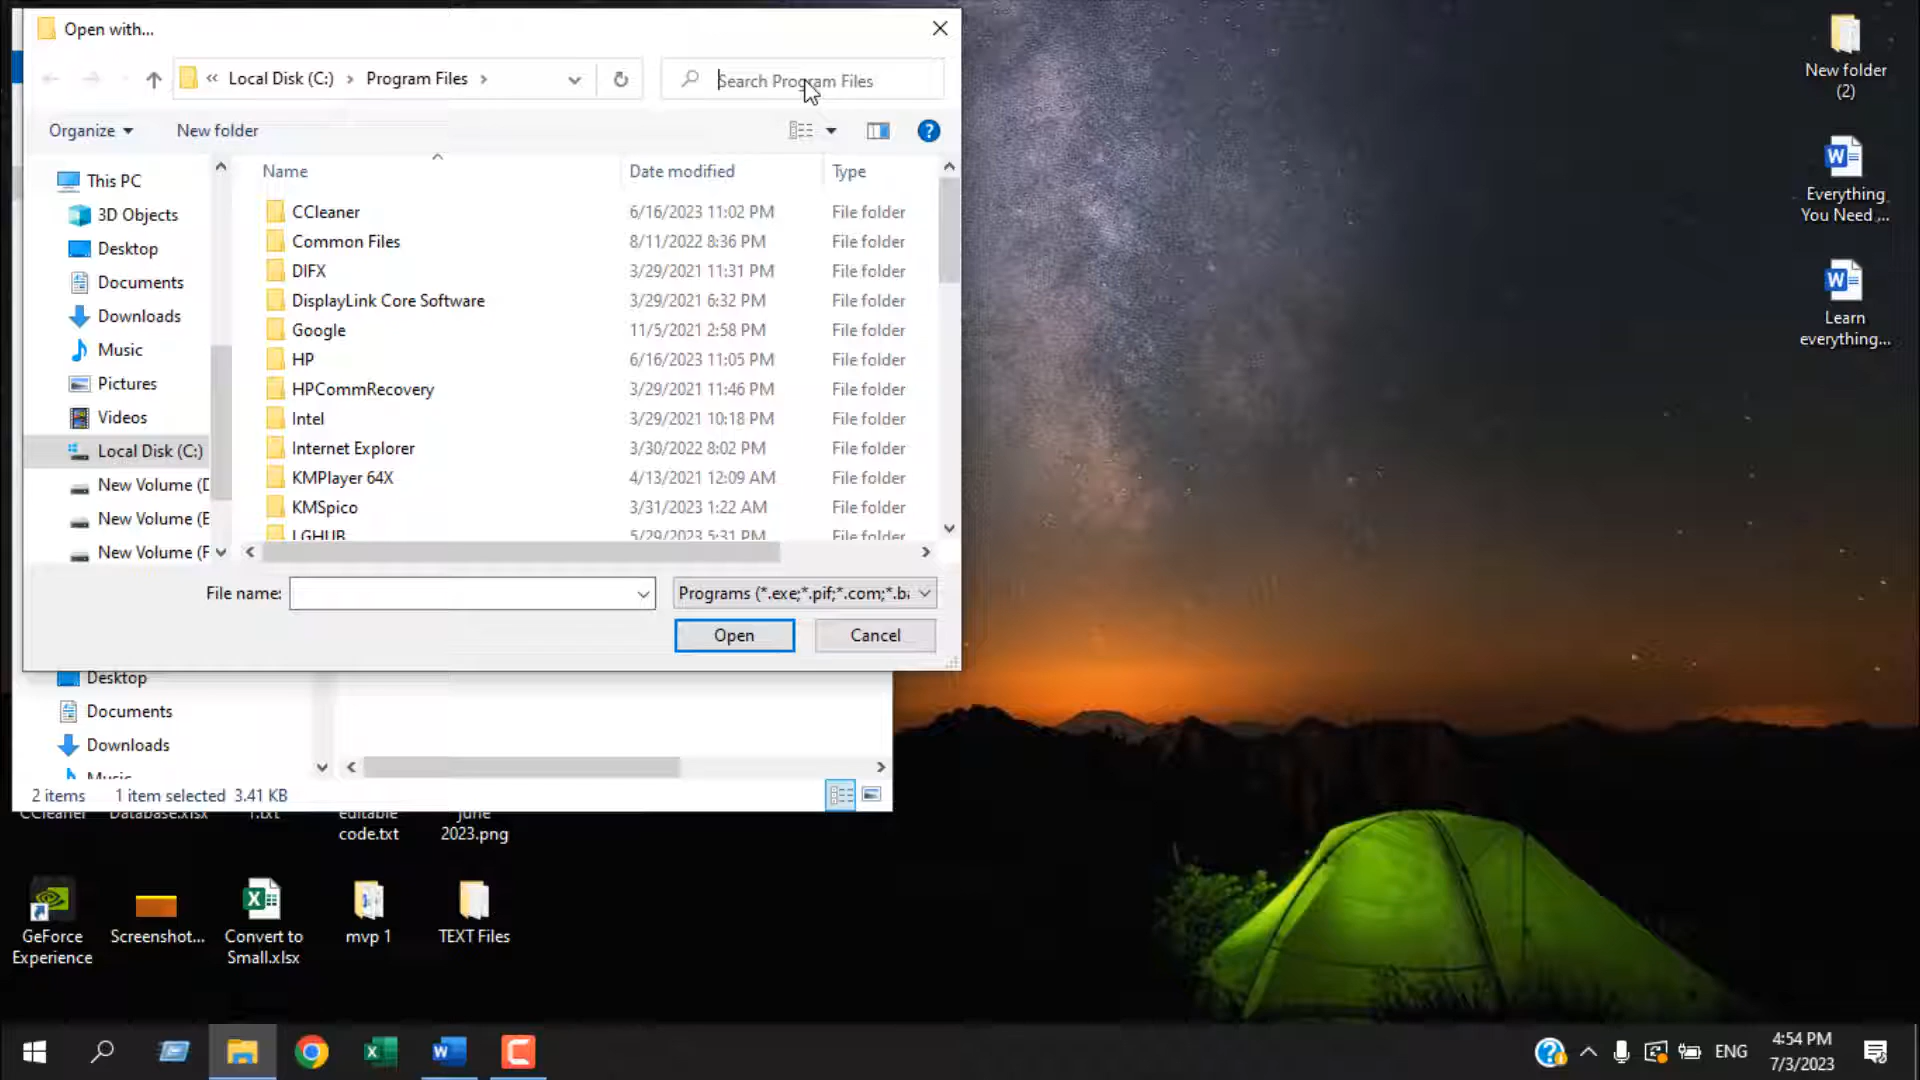 Open with...
« Local Disk (C:) › Program Files ›
Search Program Files
Organize
New folder
Name
Date modified
Type
This PC
3D Objects
Desktop
Documents
Downloads
Music
Pictures
Videos
Local Disk (C:)
New Volume (D
New Volume (E
New Volume (F
CCleaner 6/16/2023 11:02 PM File folder
Common Files 8/11/2022 8:36 PM File folder
DIFX 3/29/2021 11:31 PM File folder
DisplayLink Core Software 3/29/2021 6:32 PM File folder
Google 11/5/2021 2:58 PM File folder
HP 6/16/2023 11:05 PM File folder
HPCommRecovery 3/29/2021 11:46 PM File folder
Intel 3/29/2021 10:18 PM File folder
Internet Explorer 3/30/2022 8:02 PM File folder
KMPlayer 64X 4/13/2021 12:09 AM File folder
KMSpico 3/31/2023 1:22 AM File folder
LGHUB 5/29/2023 5:31 PM File folder
File name:
Programs (*.exe;*.pif;*.com;*.ba
Open
Cancel
Desktop
Documents
Downloads
Music
2 items 1 item selected 3.41 KB
CCleaner
Database.xlsx
1.txt
editable
code.txt
june
2023.png
GeForce
Experience
Screenshot...
Convert to
Small.xlsx
mvp 1
TEXT Files
New folder
(2)
Everything
You Need ...
Learn
everything...
ENG
4:54 PM
7/3/2023